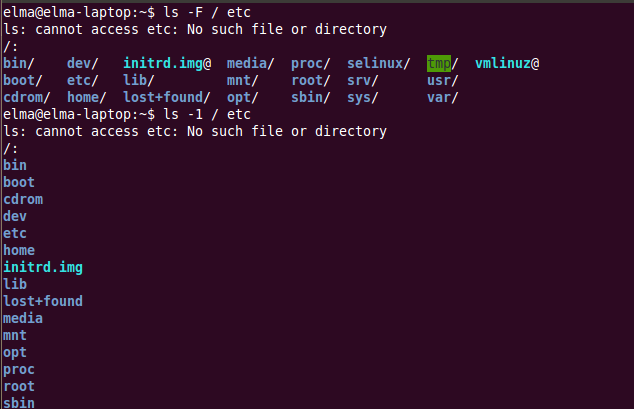 elma@elma-laptop:~$ ls -F / etc
ls: cannot access etc: No such file or directory
/:
bin/    dev/   initrd.img@  media/  proc/  selinux/  tmp/  vmlinuz@
boot/   etc/   lib/         mnt/    root/  srv/      usr/
cdrom/  home/  lost+found/  opt/    sbin/  sys/      var/
elma@elma-laptop:~$ ls -1 / etc
ls: cannot access etc: No such file or directory
/:
bin
boot
cdrom
dev
etc
home
initrd.img
lib
lost+found
media
mnt
opt
proc
root
sbin